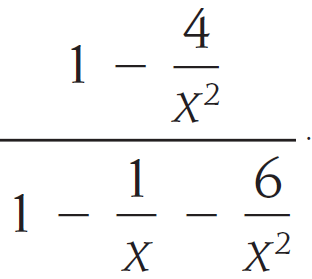 1 - 4/x²
1 - 1/x - 6/x² .